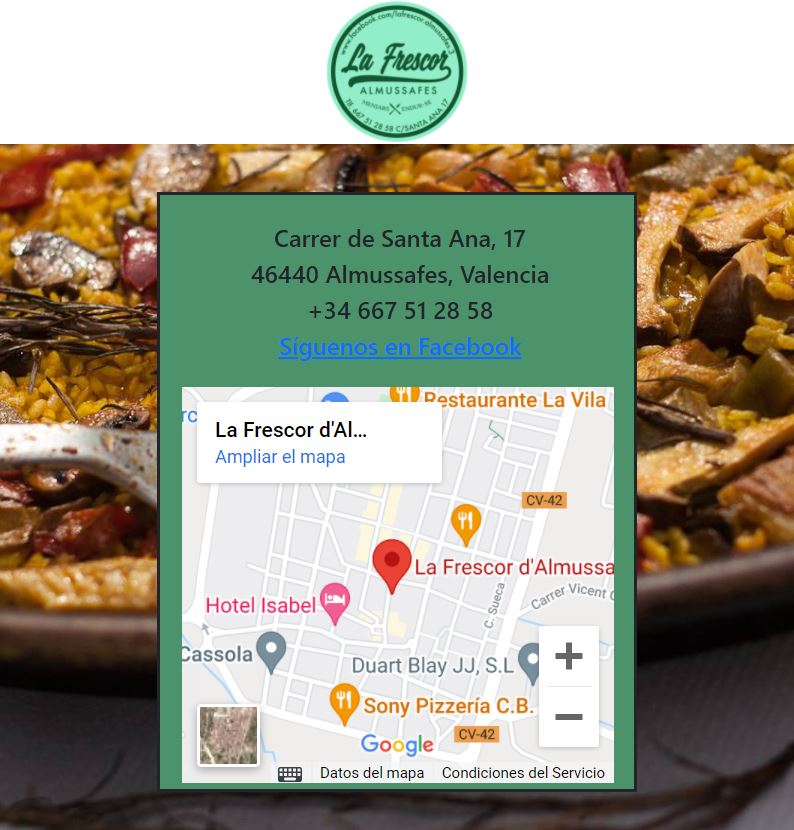 www.facebook.com/lafrescor.almussafes.3
La Frescor
ALMUSSAFES
MENJARS ENDUR-SE
Tlf. 667 51 28 58 C/SANTA ANA 17
Carrer de Santa Ana, 17
46440 Almussafes, Valencia
+34 667 51 28 58
Síguenos en Facebook
Restaurante La Vila
rc
La Frescor d'Al...
Ampliar el mapa
CV-42
La Frescor d'Almussa
Carrer Vicent
C. Sueca
Hotel Isabel
Cassola
Duart Blay JJ, S.L
Sony Pizzería C.B.
CV-42
Google
Datos del mapa Condiciones del Servicio